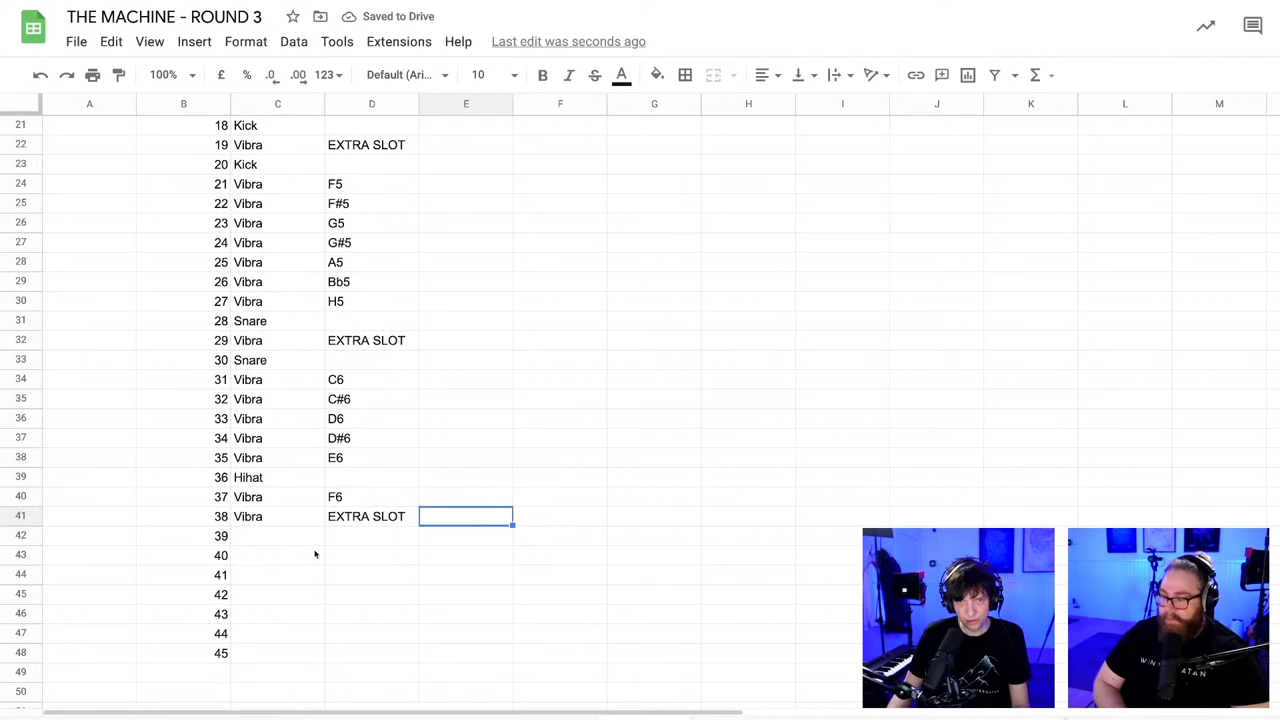 THE MACHINE - ROUND 3 Saved to Drive
File Edit View Insert Format Data Tools Extensions Help Last edit was seconds ago
100% £ % .0 .00 123 Default (Ari... 10 B I S A
A B C D E F G H I J K L M
21 18 Kick
22 19 Vibra EXTRA SLOT
23 20 Kick
24 21 Vibra F5
25 22 Vibra F#5
26 23 Vibra G5
27 24 Vibra G#5
28 25 Vibra A5
29 26 Vibra Bb5
30 27 Vibra H5
31 28 Snare
32 29 Vibra EXTRA SLOT
33 30 Snare
34 31 Vibra C6
35 32 Vibra C#6
36 33 Vibra D6
37 34 Vibra D#6
38 35 Vibra E6
39 36 Hihat
40 37 Vibra F6
41 38 Vibra EXTRA SLOT
42 39
43 40
44 41
45 42
46 43
47 44
48 45
49
50